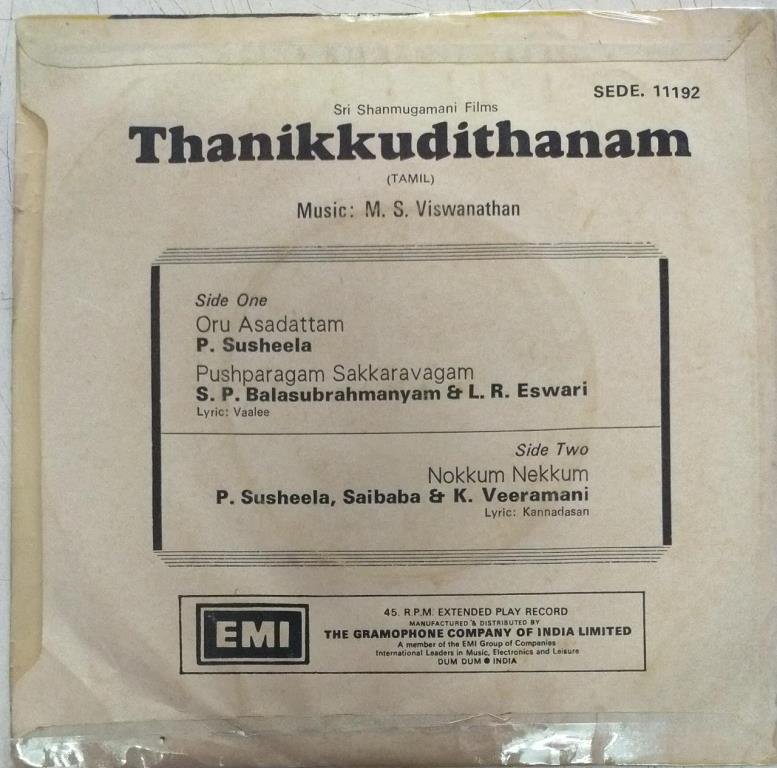 SEDE. 11192
Sri Shanmugamani Films
Thanikkudithanam
(TAMIL)
Music: M. S. Viswanathan
Side One
Oru Asadattam
P. Susheela
Pushparagam Sakkaravagam
S. P. Balasubrahmanyam & L. R. Eswari
Lyric: Vaalee
Side Two
Nokkum Nekkum
P. Susheela, Saibaba & K. Veeramani
Lyric: Kannadasan
EMI
45. R.P.M. EXTENDED PLAY RECORD
MANUFACTURED & DISTRIBUTED BY
THE GRAMOPHONE COMPANY OF INDIA LIMITED
A member of the EMI Group of Companies
International Leaders in Music, Electronics and Leisure
DUM DUM ● INDIA